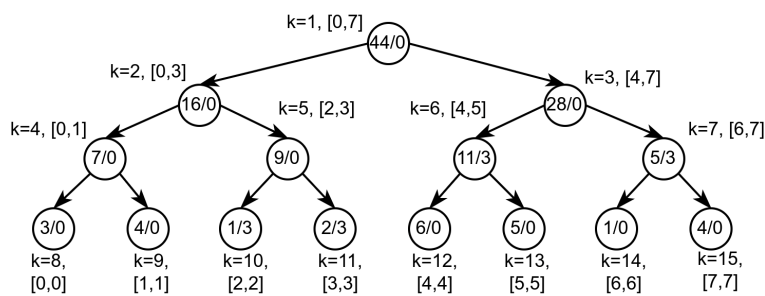 k=1, [0,7]
44/0
k=2, [0,3]
k=3, [4,7]
16/0
28/0
k=4, [0,1]
k=5, [2,3]
k=6, [4,5]
k=7, [6,7]
7/0
9/0
11/3
5/3
3/0
4/0
1/3
2/3
6/0
5/0
1/0
4/0
k=8,
[0,0]
k=9,
[1,1]
k=10,
[2,2]
k=11,
[3,3]
k=12,
[4,4]
k=13,
[5,5]
k=14,
[6,6]
k=15,
[7,7]